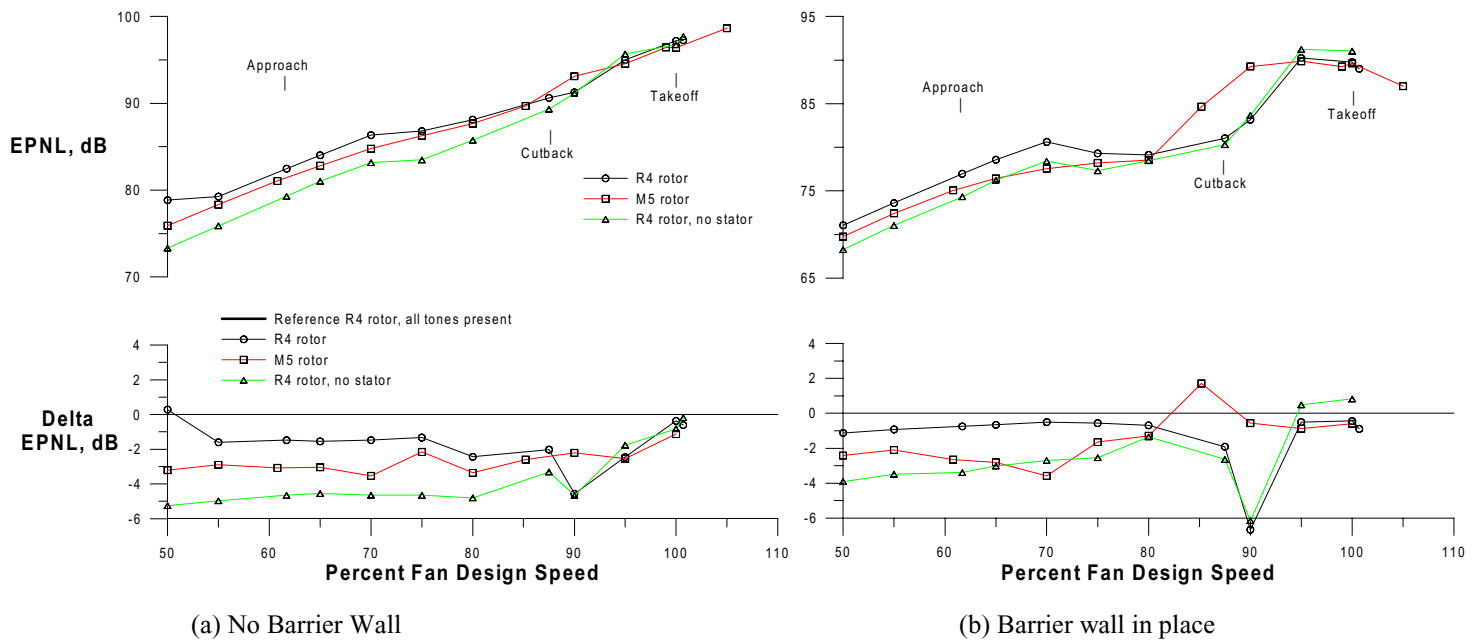 100
90
80
70
EPNL, dB
Approach
Takeoff
Cutback
R4 rotor
M5 rotor
R4 rotor, no stator
95
85
75
65
Approach
Takeoff
Cutback
Reference R4 rotor, all tones present
R4 rotor
M5 rotor
R4 rotor, no stator
4
2
0
-2
-4
-6
Delta
EPNL, dB
50 60 70 80 90 100 110
Percent Fan Design Speed
4
2
0
-2
-4
-6
50 60 70 80 90 100 110
Percent Fan Design Speed
(a) No Barrier Wall
(b) Barrier wall in place